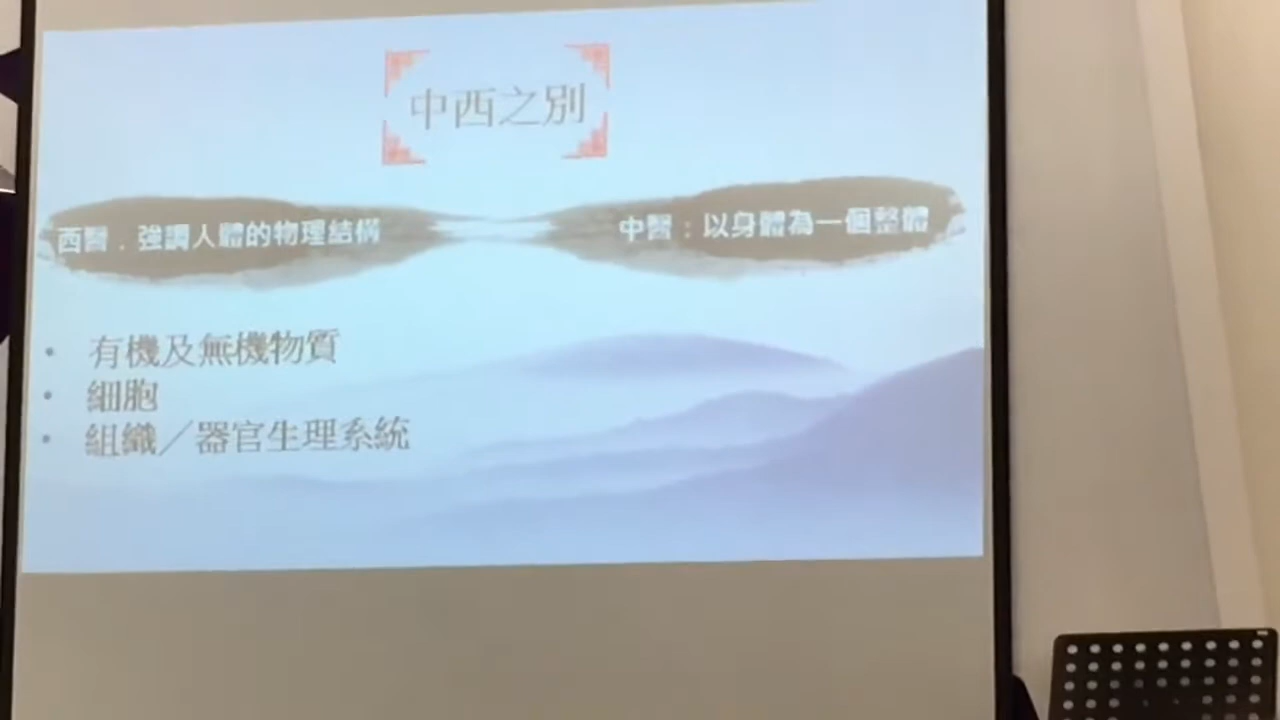 中西之別
西醫：強調人體的物理結構
中醫：以身體為一個整體
• 有機及無機物質
• 細胞
• 組織／器官生理系統